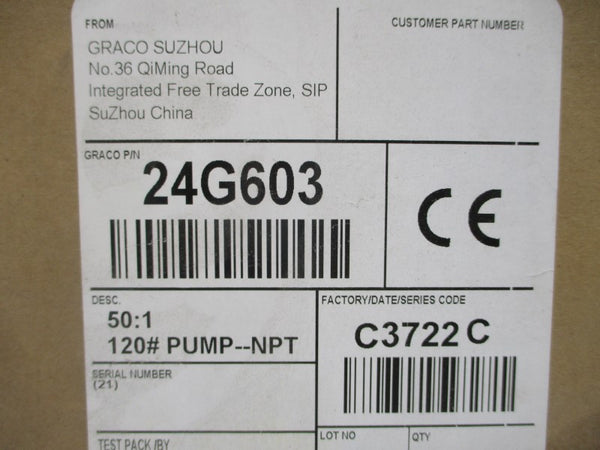 FROM
GRACO SUZHOU
No.36 QiMing Road
Integrated Free Trade Zone, SIP
SuZhou China
CUSTOMER PART NUMBER
GRACO P/N
24G603
CE
DESC.
50:1
120# PUMP--NPT
FACTORY/DATE/SERIES CODE
C3722 C
SERIAL NUMBER
(21)
LOT NO
QTY
TEST PACK /BY